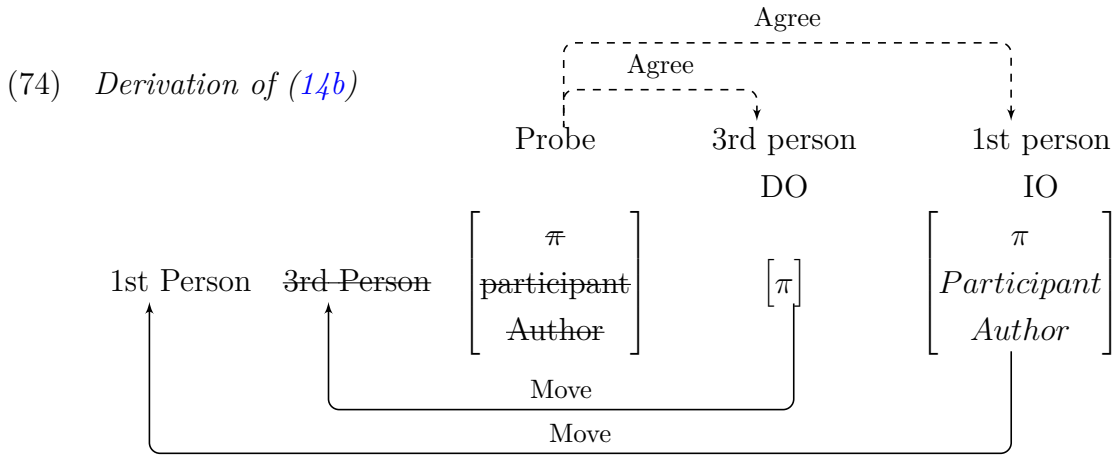 Agree
Agree
(74) Derivation of (14b)
Probe 3rd person 1st person
DO IO
π π
1st Person 3rd Person participant [π] Participant
Author Author
Move
Move